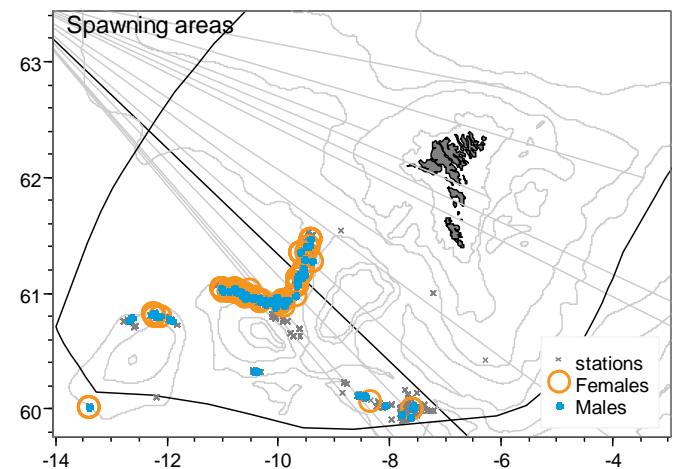 Spawning areas
63
62
61
60
stations
Females
Males
-14 -12 -10 -8 -6 -4